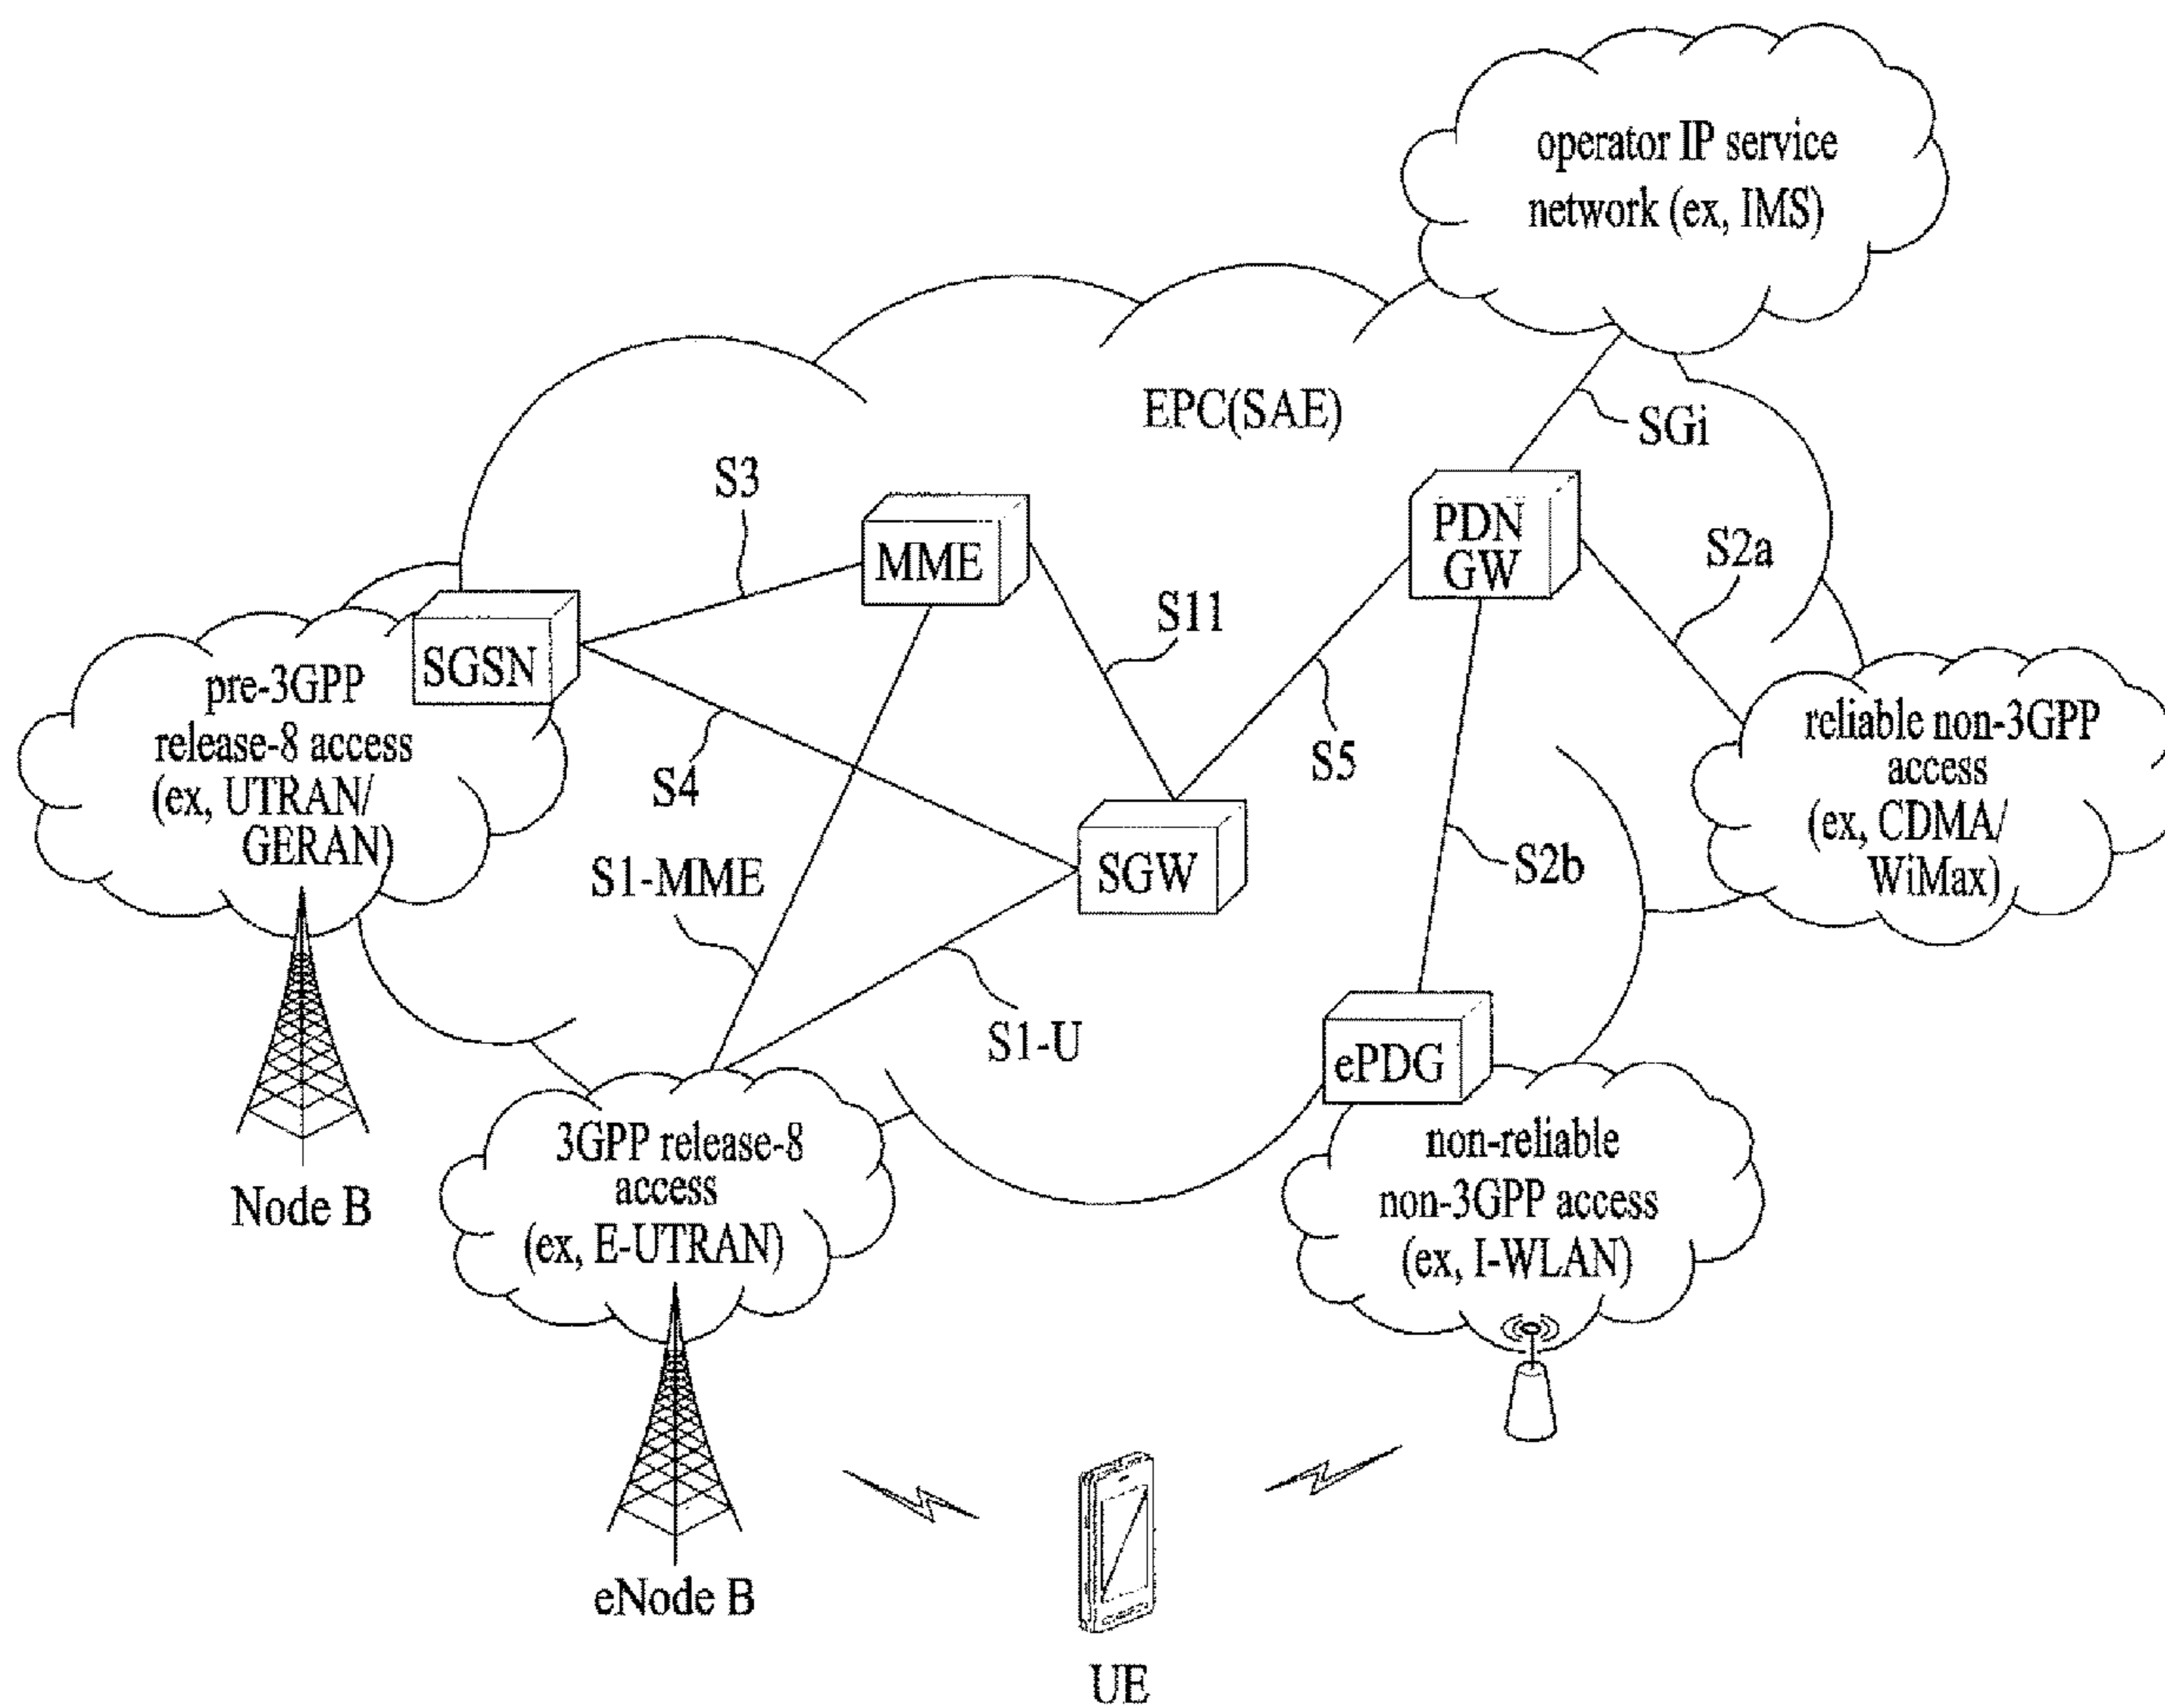 operator IP service
network (ex, IMS)
EPC(SAE)
SGi
S3
MME
PDN
GW
S2a
S11
SGSN
pre-3GPP
release-8 access
(ex, UTRAN/
GERAN)
S4
S5
reliable non-3GPP
access
(ex, CDMA/
WiMax)
S1-MME
SGW
S2b
S1-U
ePDG
Node B
3GPP release-8
access
(ex, E-UTRAN)
non-reliable
non-3GPP access
(ex, I-WLAN)
eNode B
UE